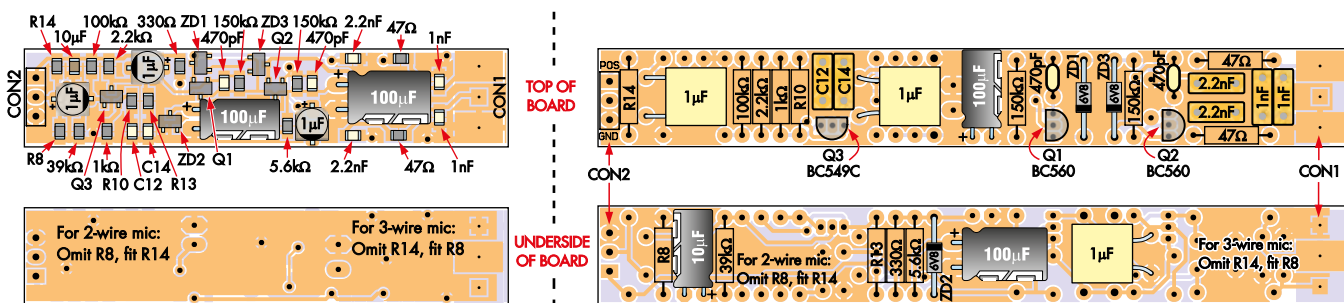 R14
100kΩ
330Ω
ZD1
150kΩ
ZD3
150kΩ
2.2nF
47Ω
10µF
2.2kΩ
470pF
Q2
470pF
1nF
CON2
1µF
1µF
100µF
1µF
100µF
CON1
R8
1kΩ
C14
ZD2
Q1
5.6kΩ
2.2nF
47Ω
1nF
39kΩ
Q3
R10
C12
R13
For 2-wire mic:
Omit R8, fit R14
For 3-wire mic:
Omit R14, fit R8
TOP OF
BOARD
UNDERSIDE
OF BOARD
POS
GND
R14
1µF
100kΩ
2.2kΩ
1kΩ
R10
C12
C14
1µF
100µF
150kΩ
470pF
ZD1
6V8
ZD3
6V8
150kΩ
470pF
47Ω
2.2nF
2.2nF
47Ω
1nF
1nF
Q3
BC549C
Q1
BC560
Q2
BC560
CON2
CON1
R8
10µF
39kΩ
For 2-wire mic:
Omit R8, fit R14
R13
330Ω
5.6kΩ
6V8
ZD2
100µF
1µF
For 3-wire mic:
Omit R14, fit R8